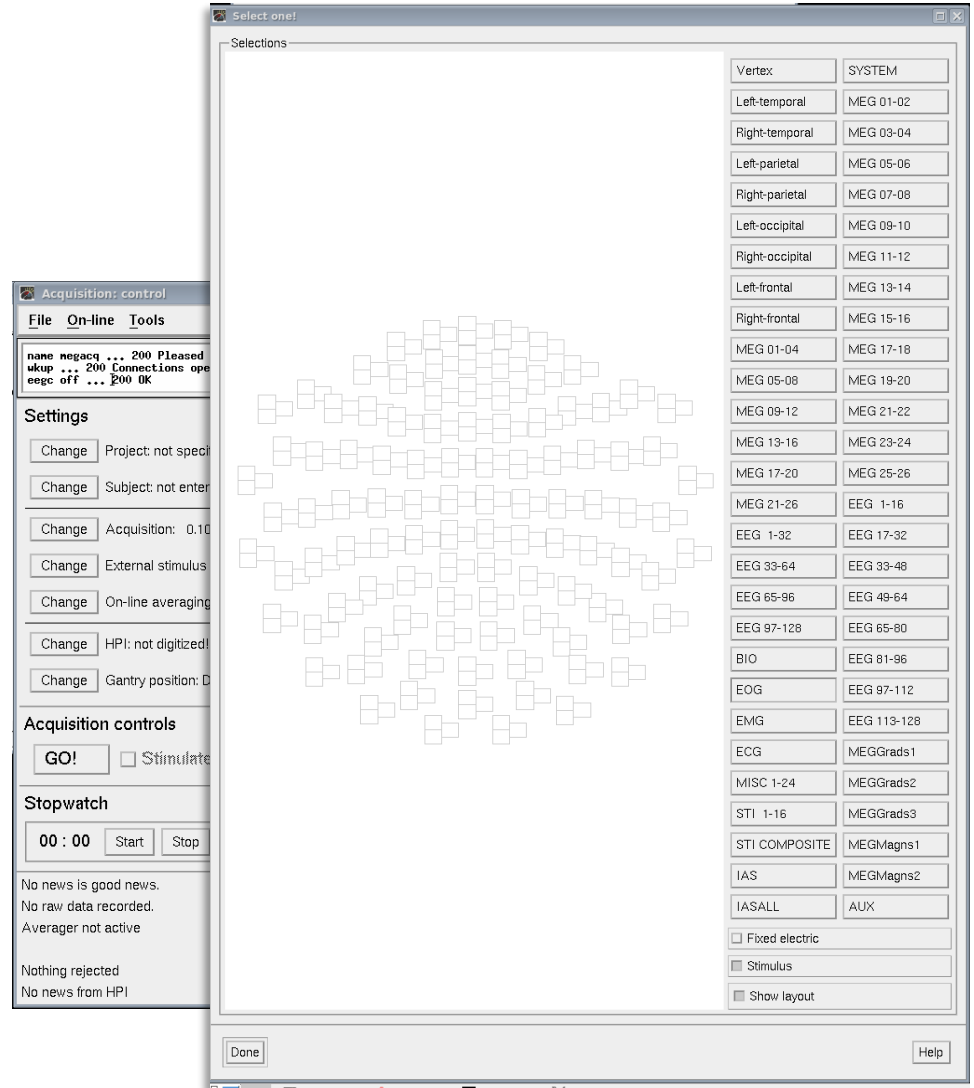 Select one!
Selections
Vertex SYSTEM
Left-temporal MEG 01-02
Right-temporal MEG 03-04
Left-parietal MEG 05-06
Right-parietal MEG 07-08
Left-occipital MEG 09-10
Right-occipital MEG 11-12
Left-frontal MEG 13-14
Right-frontal MEG 15-16
MEG 01-04 MEG 17-18
MEG 05-08 MEG 19-20
MEG 09-12 MEG 21-22
MEG 13-16 MEG 23-24
MEG 17-20 MEG 25-26
MEG 21-26 EEG 1-16
EEG 1-32 EEG 17-32
EEG 33-64 EEG 33-48
EEG 65-96 EEG 49-64
EEG 97-128 EEG 65-80
BIO EEG 81-96
EOG EEG 97-112
EMG EEG 113-128
ECG MEGGrads1
MISC 1-24 MEGGrads2
STI 1-16 MEGGrads3
STI COMPOSITE MEGMagns1
IAS MEGMagns2
IASALL AUX
Fixed electric
Stimulus
Show layout
Done Help
Acquisition: control
File On-line Tools
name megacq ... 200 Pleased
wkup ... 200 Connections ope
eegc off ... 200 OK
Settings
Change Project: not speci
Change Subject: not enter
Change Acquisition: 0.10
Change External stimulus
Change On-line averaging
Change HPI: not digitized!
Change Gantry position: D
Acquisition controls
GO! Stimulate
Stopwatch
00 : 00 Start Stop
No news is good news.
No raw data recorded.
Averager not active
Nothing rejected
No news from HPI